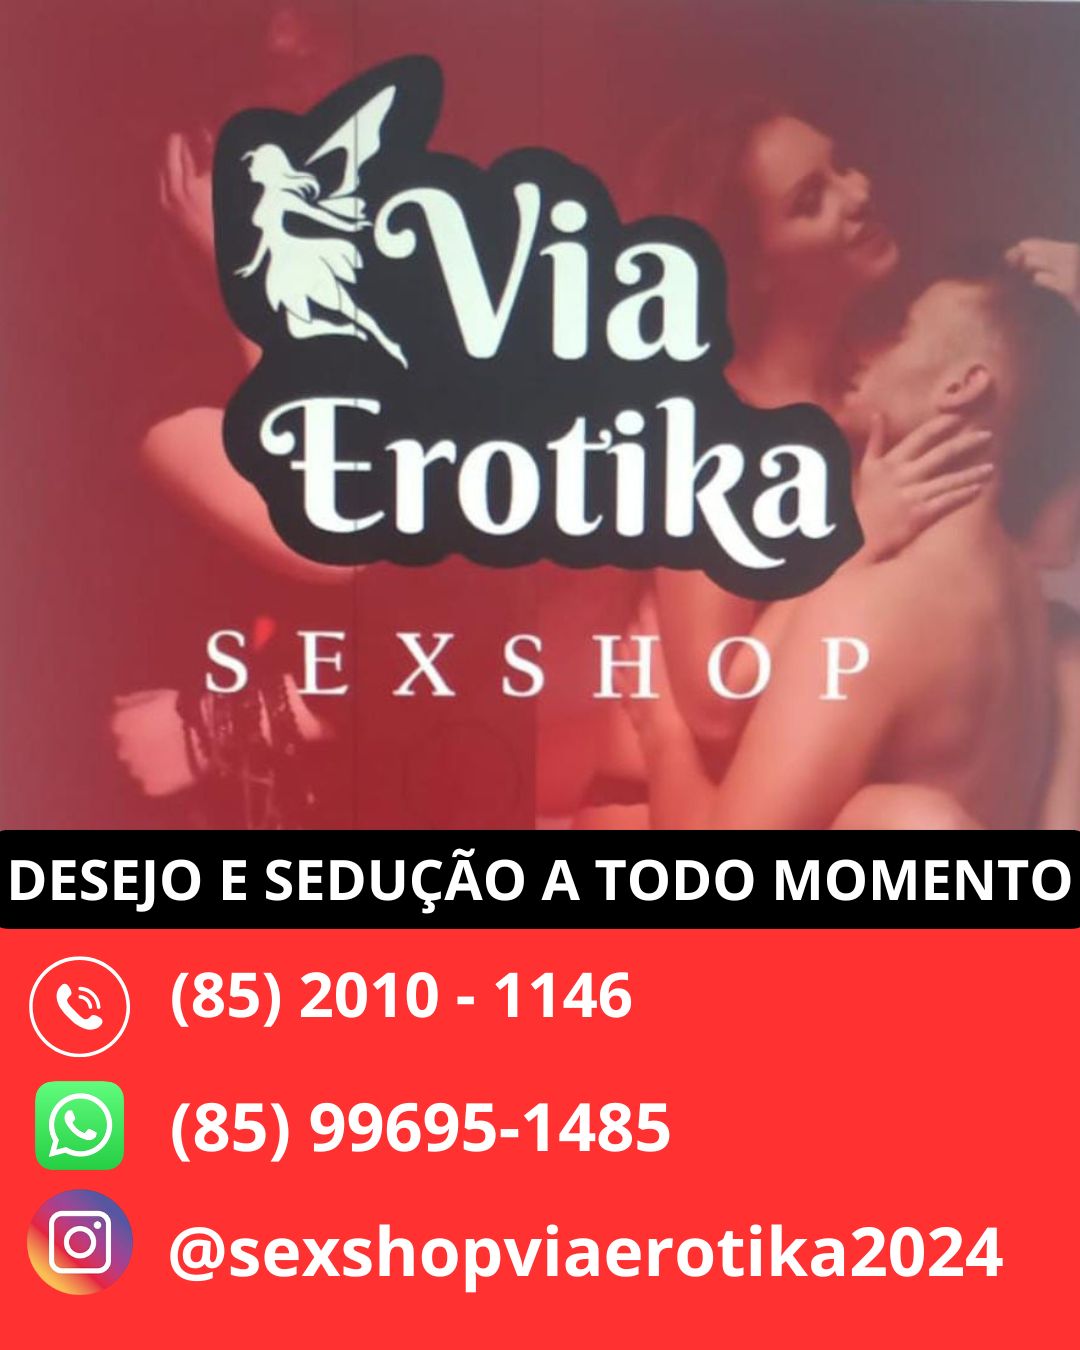 Via
Erotika
SEXSHOP
DESEJO E SEDUÇÃO A TODO MOMENTO
(85) 2010 - 1146
(85) 99695-1485
@sexshopviaerotika2024